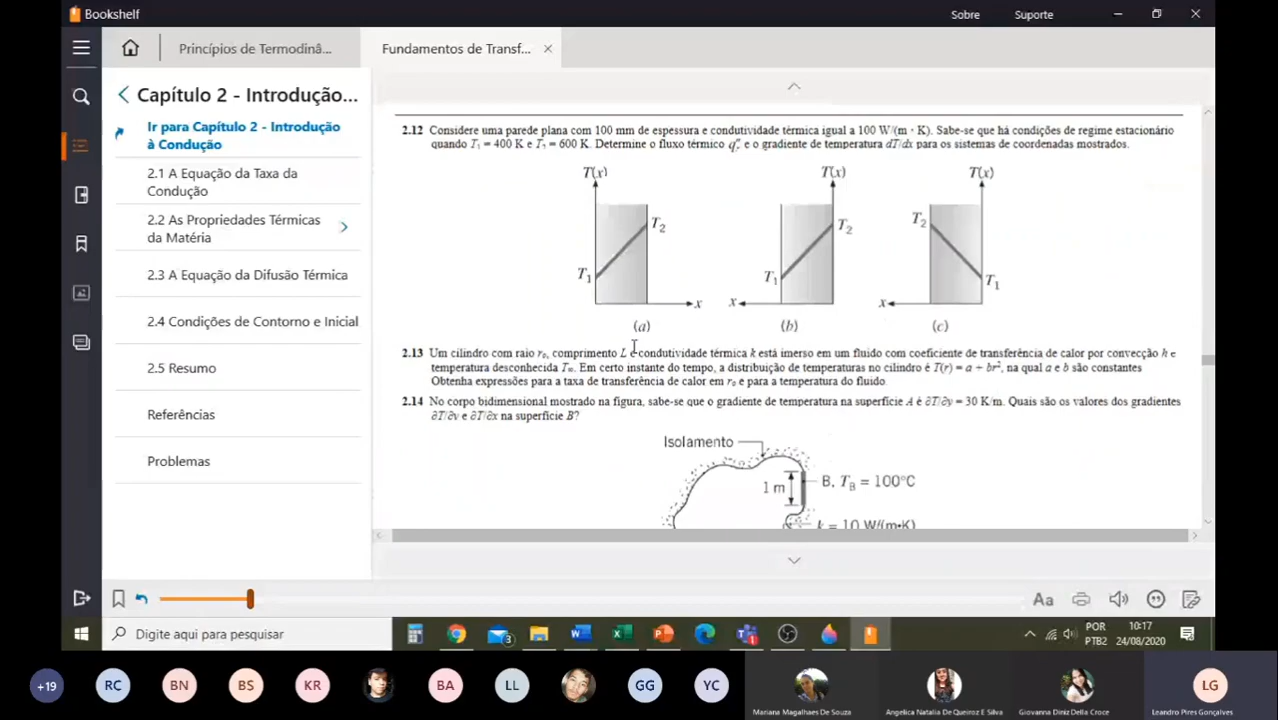 Bookshelf
Sobre
Suporte
Princípios de Termodinâ...
Fundamentos de Transf...
Capítulo 2 - Introdução...
Ir para Capítulo 2 - Introdução
à Condução
2.1 A Equação da Taxa da
Condução
2.2 As Propriedades Térmicas
da Matéria
2.3 A Equação da Difusão Térmica
2.4 Condições de Contorno e Inicial
2.5 Resumo
Referências
Problemas
2.12 Considere uma parede plana com 100 mm de espessura e condutividade térmica igual a 100 W/(m · K). Sabe-se que há condições de regime estacionário
quando T₁ = 400 K e T₂ = 600 K. Determine o fluxo térmico q″ₓ e o gradiente de temperatura dT/dx para os sistemas de coordenadas mostrados.
T(x) T(x) T(x)
T₂ T₂ T₂
T₁ T₁ T₁
x x x
(a) (b) (c)
2.13 Um cilindro com raio r₀, comprimento L e condutividade térmica k está imerso em um fluido com coeficiente de transferência de calor por convecção h e
temperatura desconhecida T∞. Em certo instante do tempo, a distribuição de temperaturas no cilindro é T(r) = a + br², na qual a e b são constantes
Obtenha expressões para a taxa de transferência de calor em r₀ e para a temperatura do fluido.
2.14 No corpo bidimensional mostrado na figura, sabe-se que o gradiente de temperatura na superfície A é ∂T/∂y = 30 K/m. Quais são os valores dos gradientes
∂T/∂y e ∂T/∂x na superfície B?
Isolamento
1 m
B, T_B = 100°C
k = 10 W/(m•K)
Aa
Digite aqui para pesquisar
3
1
POR
PTB2
10:17
24/08/2020
+19
RC
BN
BS
KR
BA
LL
GG
YC
LG
Mariana Magalhaes De Souza
Angelica Natalia De Queiroz E Silva
Giovanna Diniz Della Croce
Leandro Pires Gonçalves